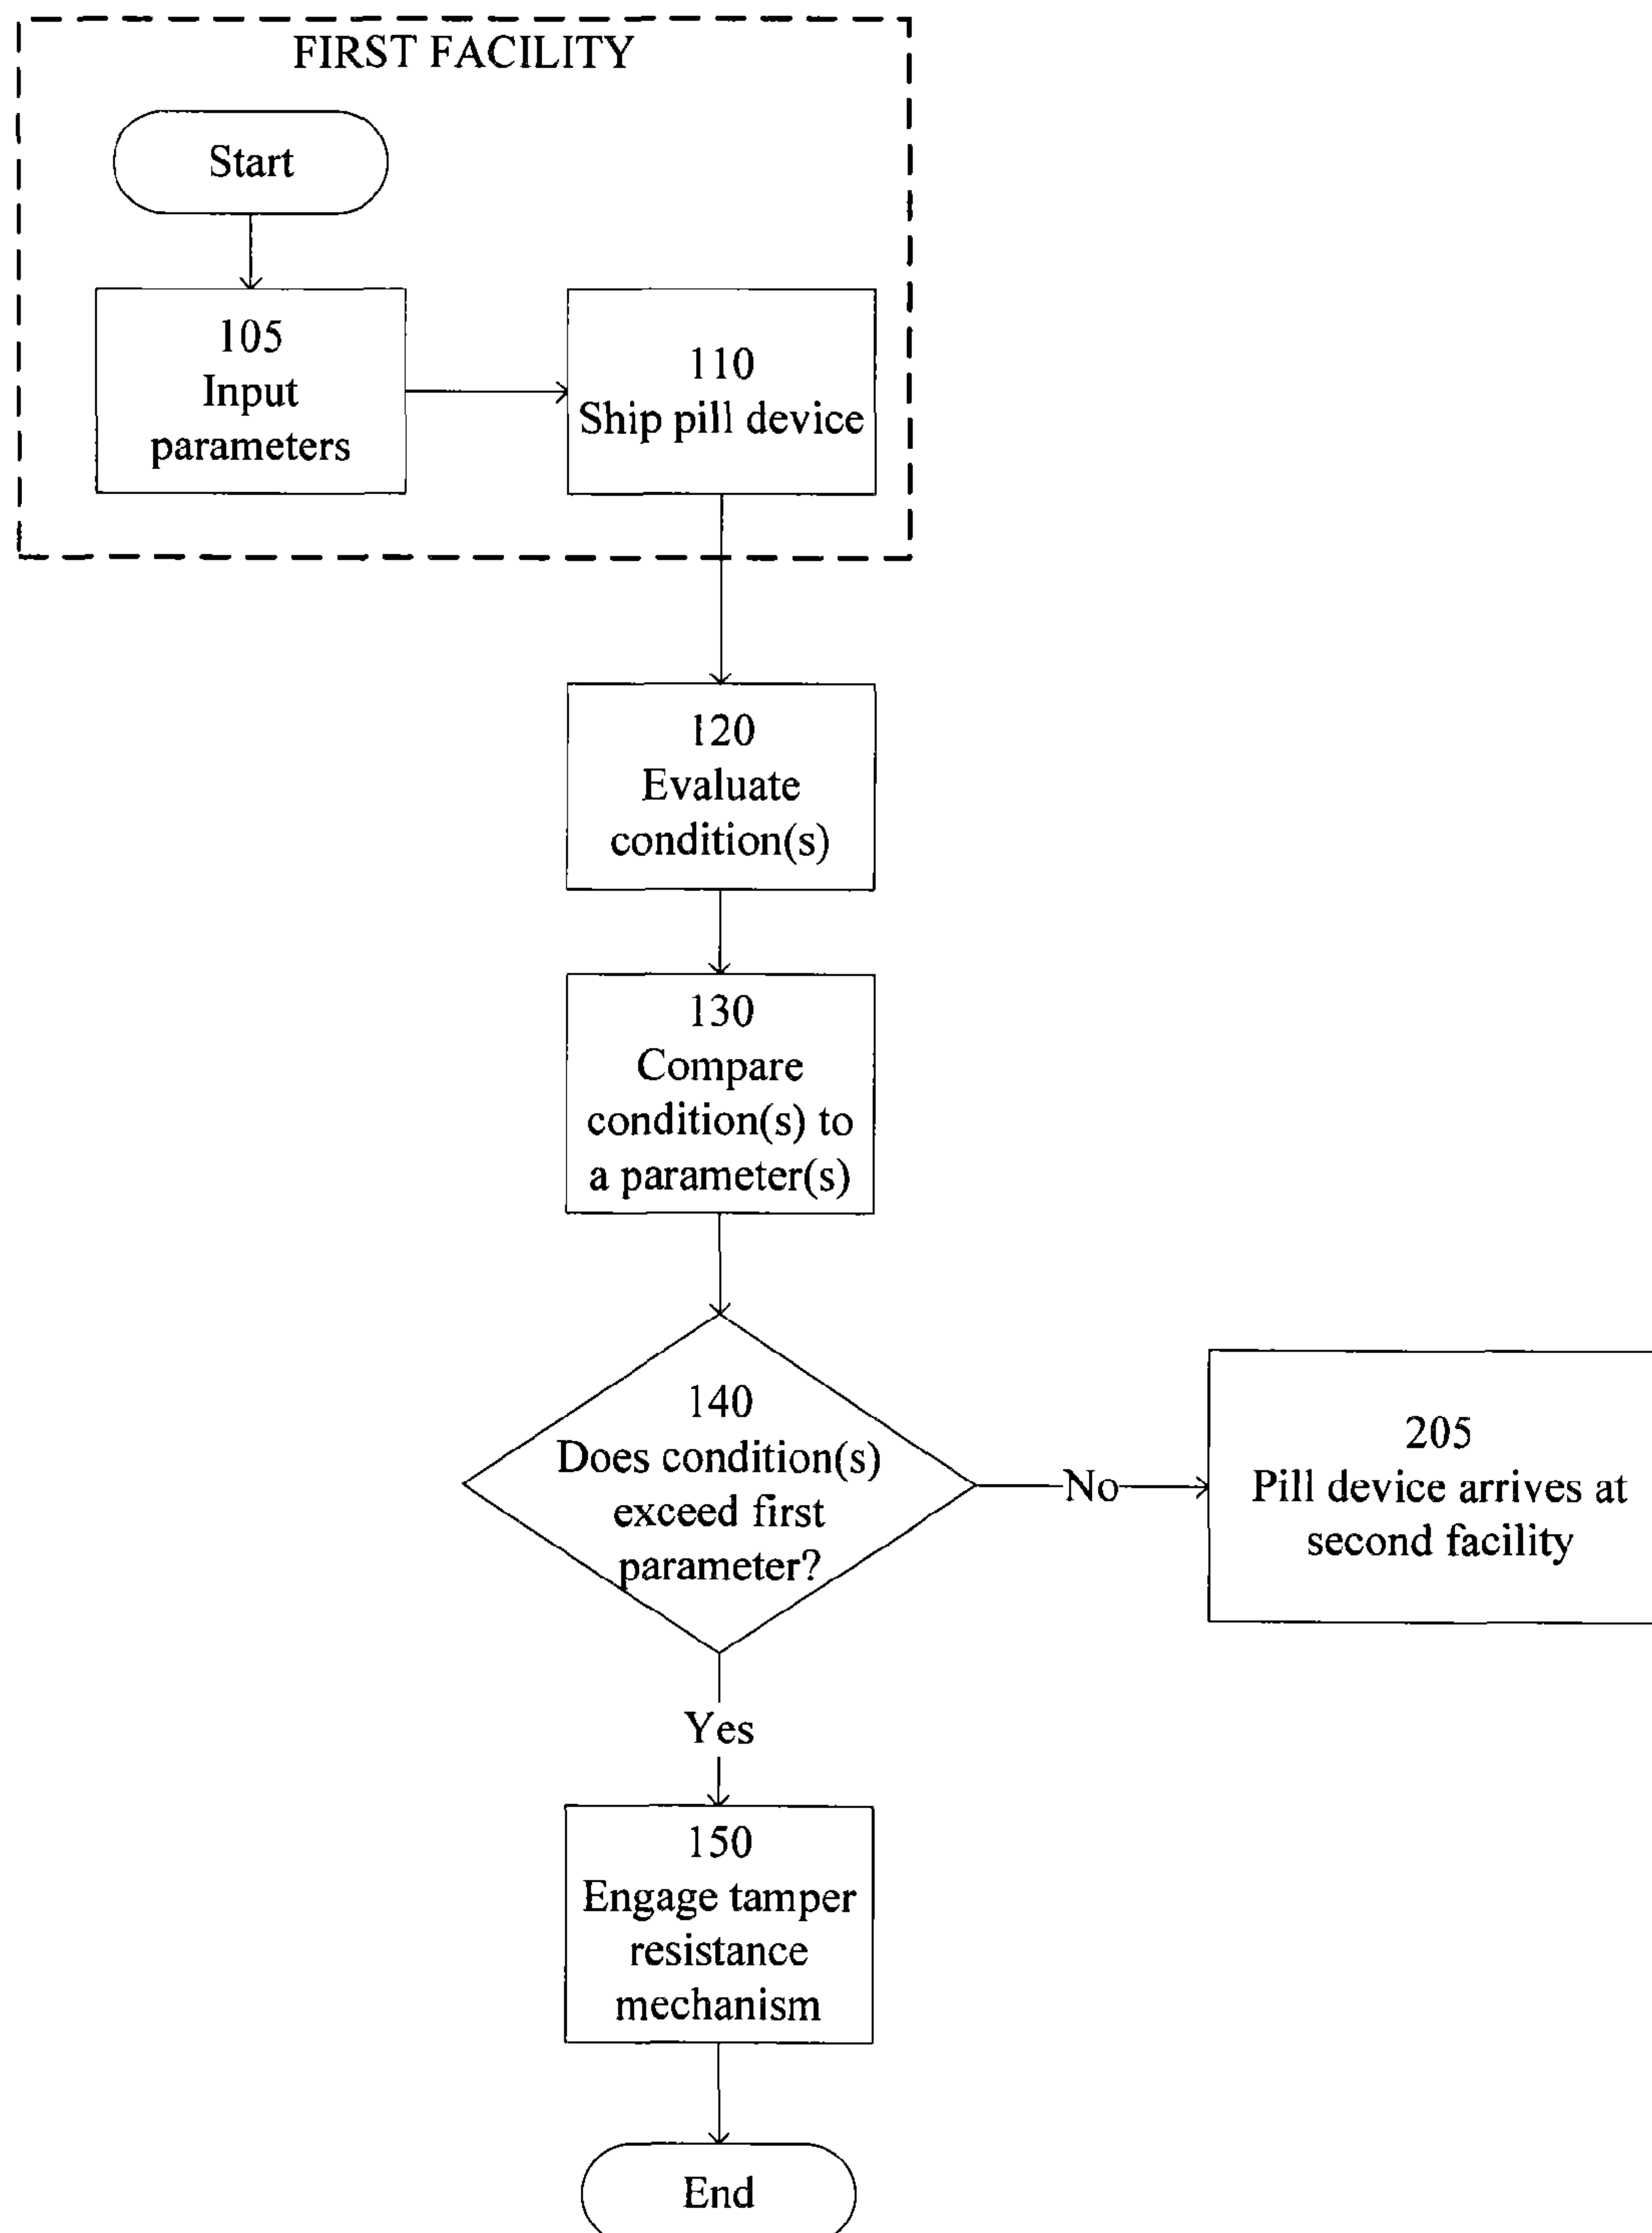 FIRST FACILITY
Start
105
Input
parameters
110
Ship pill device
120
Evaluate
condition(s)
130
Compare
condition(s) to
a parameter(s)
140
Does condition(s)
exceed first
parameter?
No
205
Pill device arrives at
second facility
Yes
150
Engage tamper
resistance
mechanism
End